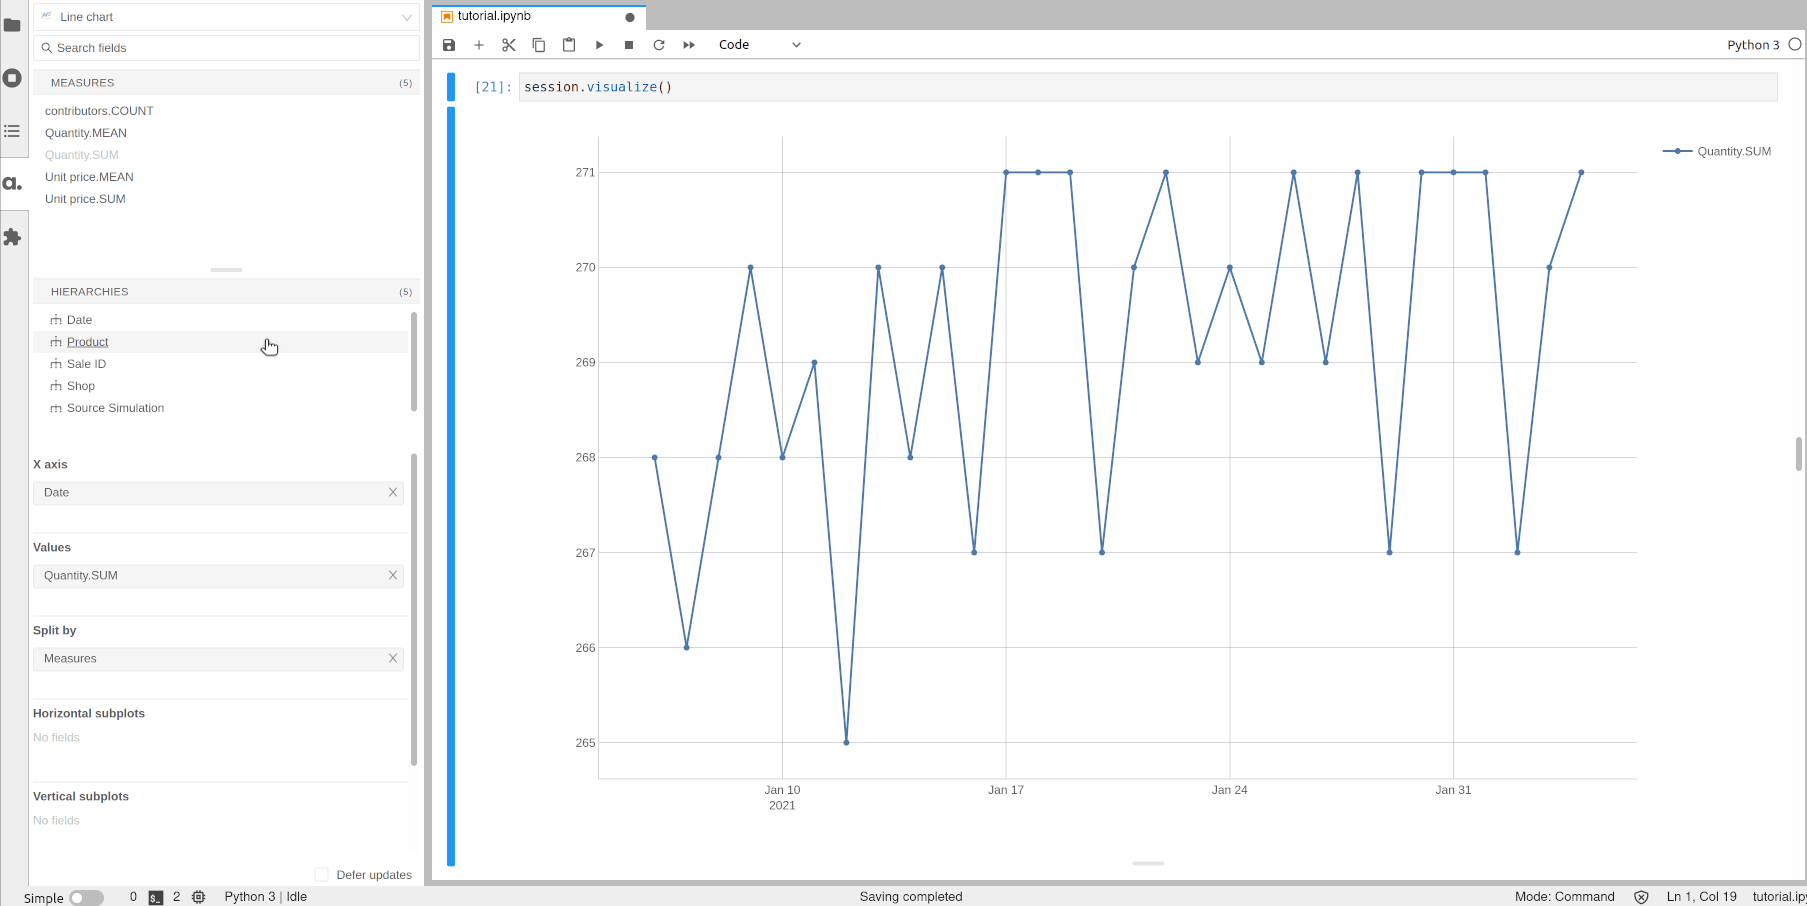 Line chart
Search fields
MEASURES (5)
contributors.COUNT
Quantity.MEAN
Quantity.SUM
Unit price.MEAN
Unit price.SUM
a.
HIERARCHIES (5)
Date
Product
Sale ID
Shop
Source Simulation
X axis
Date X
Values
Quantity.SUM X
Split by
Measures X
Horizontal subplots
No fields
Vertical subplots
No fields
Defer updates
tutorial.ipynb
Code
Python 3
[21]: session.visualize()
Quantity.SUM
271
270
269
268
267
266
265
Jan 10 Jan 17 Jan 24 Jan 31
2021
Simple 0 $_ 2 Python 3 | Idle Saving completed Mode: Command Ln 1, Col 19 tutorial.ip